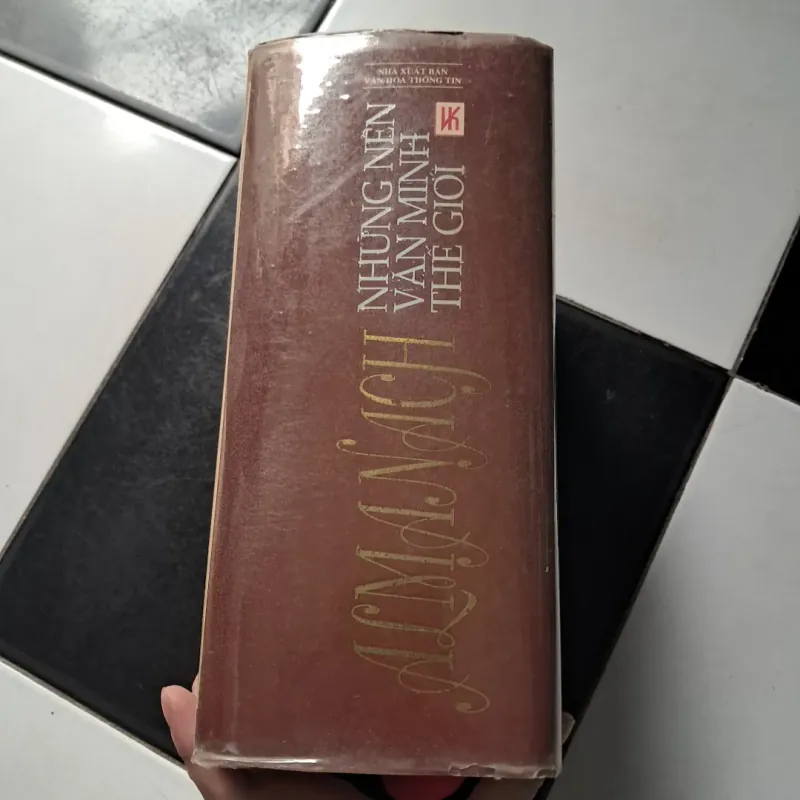 NHÀ XUẤT BẢN
VĂN HÓA THÔNG TIN
ALMANACH
NHỮNG NỀN
VĂN MINH
THẾ GIỚI